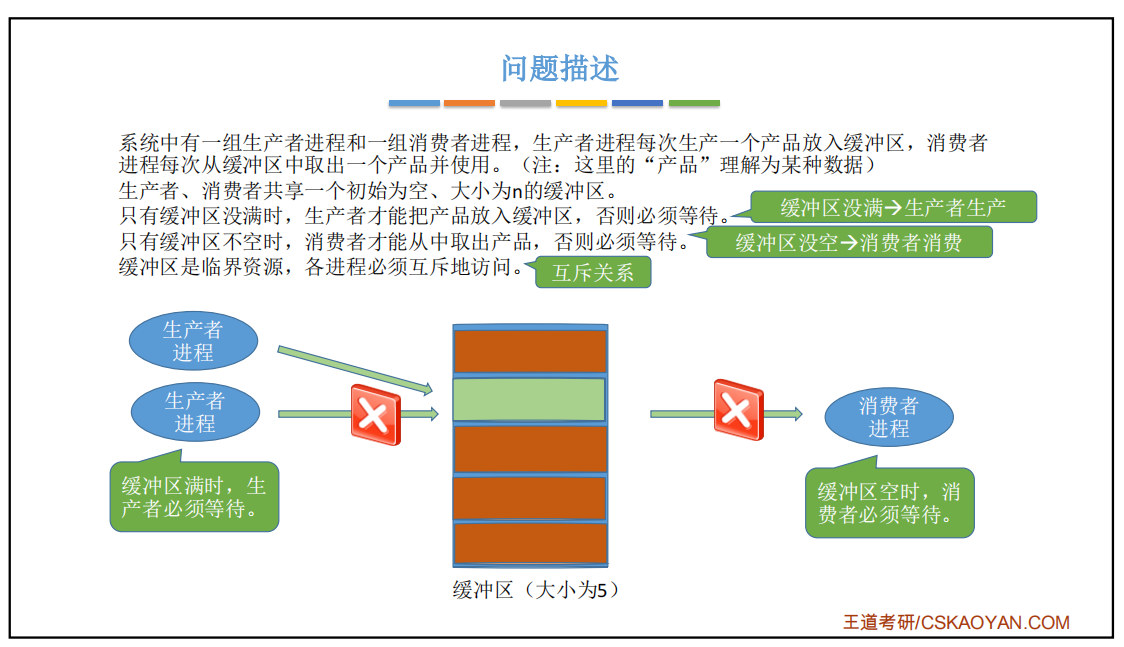 问题描述
系统中有一组生产者进程和一组消费者进程，生产者进程每次生产一个产品放入缓冲区，消费者
进程每次从缓冲区中取出一个产品并使用。（注：这里的“产品”理解为某种数据）
生产者、消费者共享一个初始为空、大小为n的缓冲区。
只有缓冲区没满时，生产者才能把产品放入缓冲区，否则必须等待。
缓冲区没满→生产者生产
只有缓冲区不空时，消费者才能从中取出产品，否则必须等待。
缓冲区没空→消费者消费
缓冲区是临界资源，各进程必须互斥地访问。
互斥关系
生产者
进程
生产者
进程
缓冲区满时，生
产者必须等待。
消费者
进程
缓冲区空时，消
费者必须等待。
缓冲区（大小为5）
王道考研/CSKAOYAN.COM